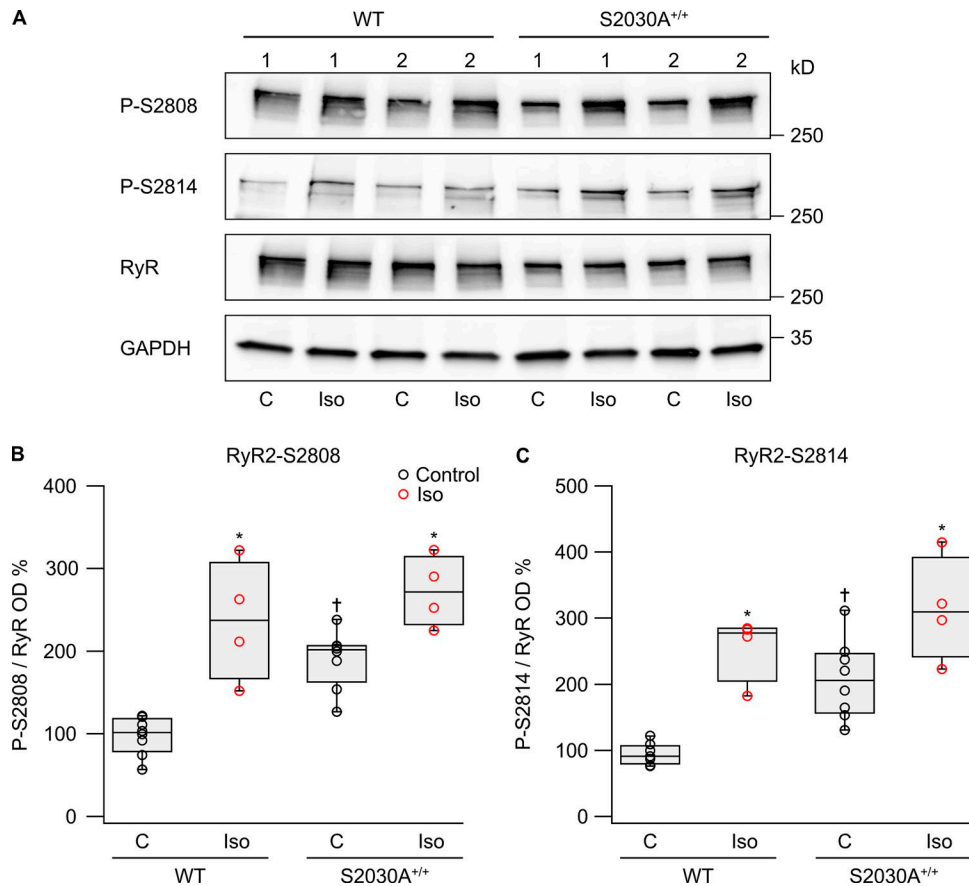 A
WT S2030A+/+
1 1 2 2 1 1 2 2 kD
P-S2808
250
P-S2814
250
RyR
250
GAPDH
35
C Iso C Iso C Iso C Iso
B RyR2-S2808
Control
Iso
P-S2808 / RyR OD %
400
300
200
100
0
* † *
C Iso C Iso
WT S2030A+/+
C RyR2-S2814
P-S2814 / RyR OD %
500
400
300
200
100
0
* † *
C Iso C Iso
WT S2030A+/+